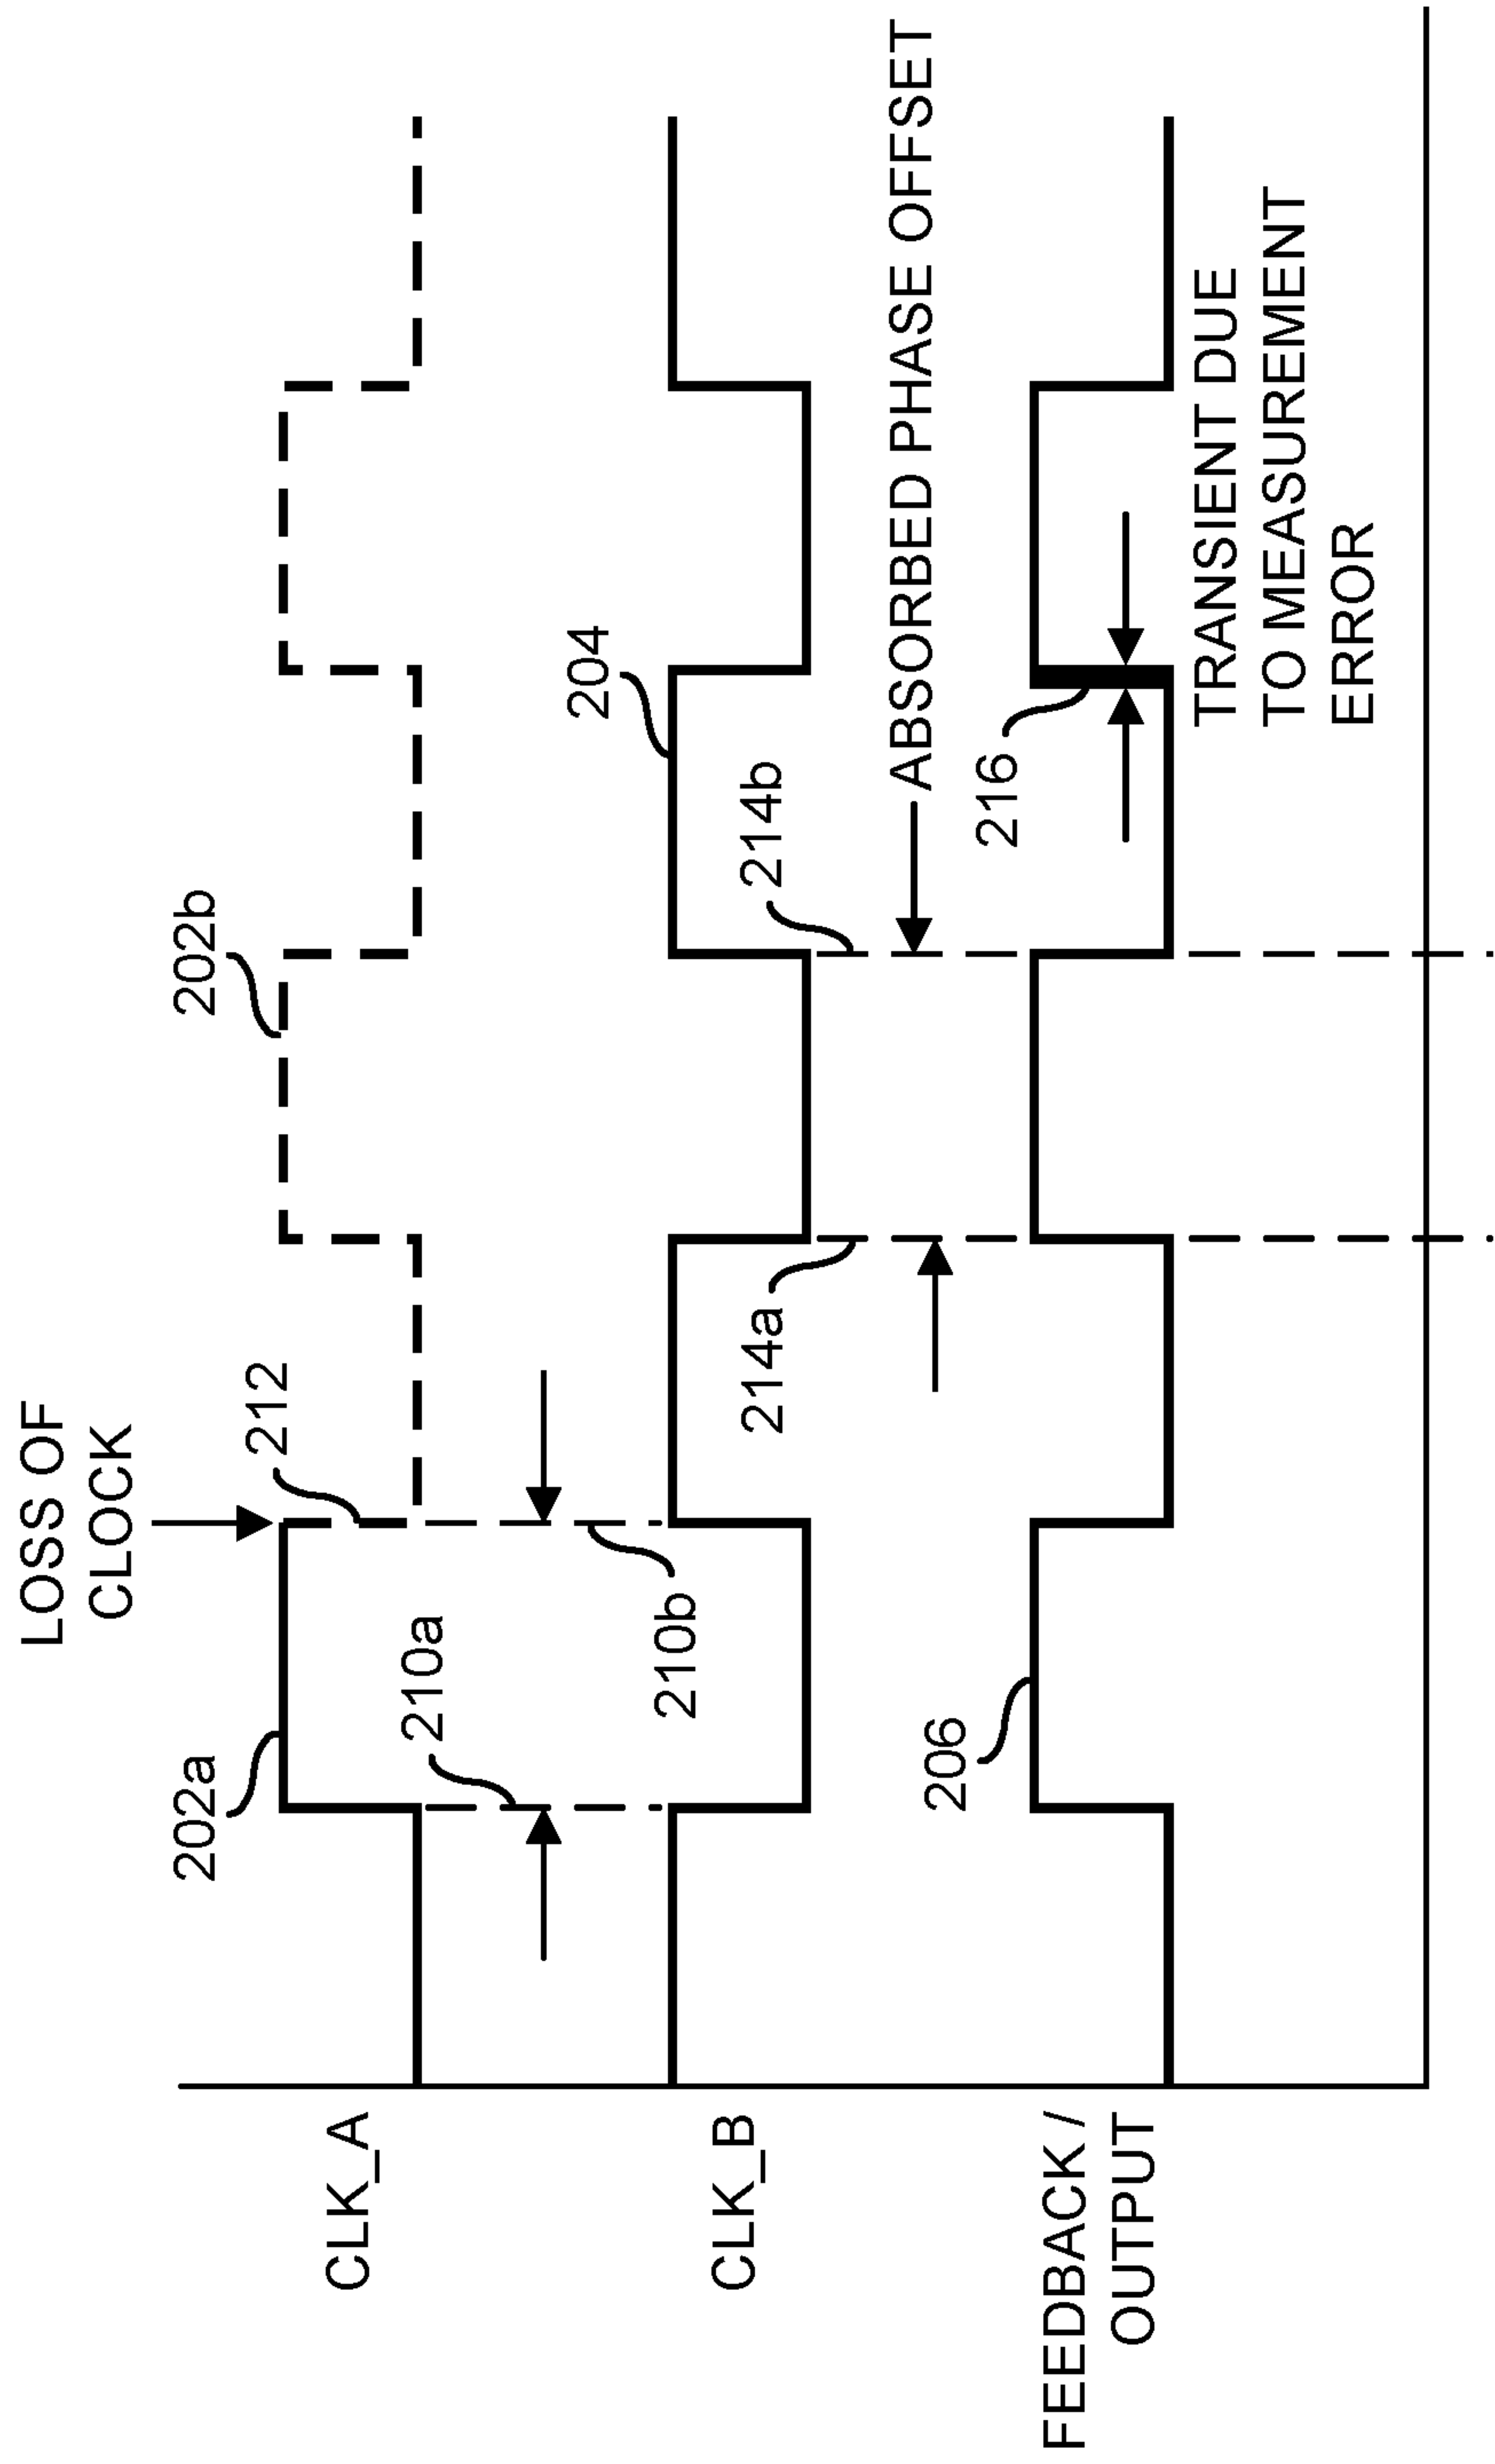 LOSS OF
CLOCK
202a
212
202b
CLK_A
210a
210b
204
CLK_B
214a
214b
ABSORBED PHASE OFFSET
206
216
FEEDBACK /
OUTPUT
TRANSIENT DUE
TO MEASUREMENT
ERROR